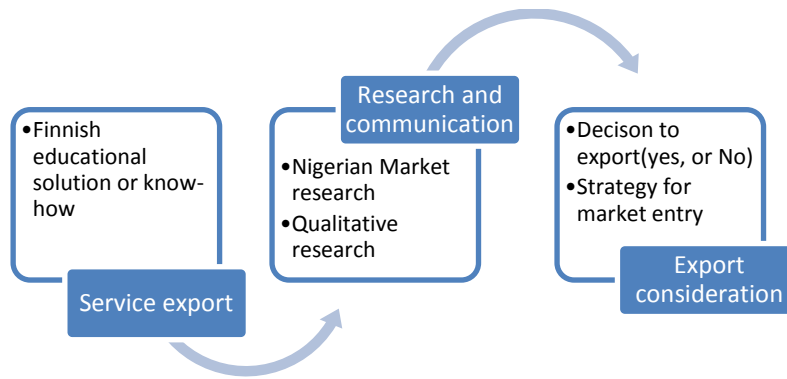 •Finnish
educational
solution or know-
how
Service export
Research and
communication
•Nigerian Market
research
•Qualitative
research
•Decison to
export(yes, or No)
•Strategy for
market entry
Export
consideration